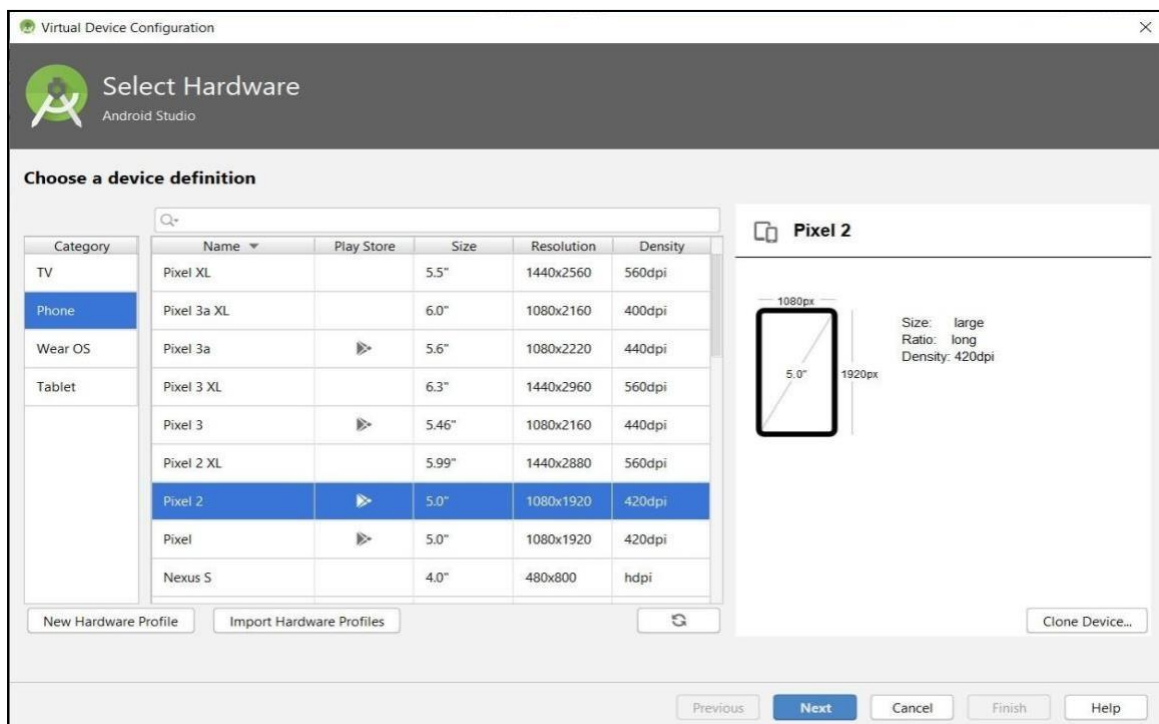 Virtual Device Configuration
Select Hardware
Android Studio
Choose a device definition
Category
TV
Phone
Wear OS
Tablet
Name Play Store Size Resolution Density
Pixel XL 5.5" 1440x2560 560dpi
Pixel 3a XL 6.0" 1080x2160 400dpi
Pixel 3a 5.6" 1080x2220 440dpi
Pixel 3 XL 6.3" 1440x2960 560dpi
Pixel 3 5.46" 1080x2160 440dpi
Pixel 2 XL 5.99" 1440x2880 560dpi
Pixel 2 5.0" 1080x1920 420dpi
Pixel 5.0" 1080x1920 420dpi
Nexus S 4.0" 480x800 hdpi
New Hardware Profile Import Hardware Profiles
Pixel 2
1080px
5.0" 1920px
Size: large
Ratio: long
Density: 420dpi
Clone Device...
Previous Next Cancel Finish Help